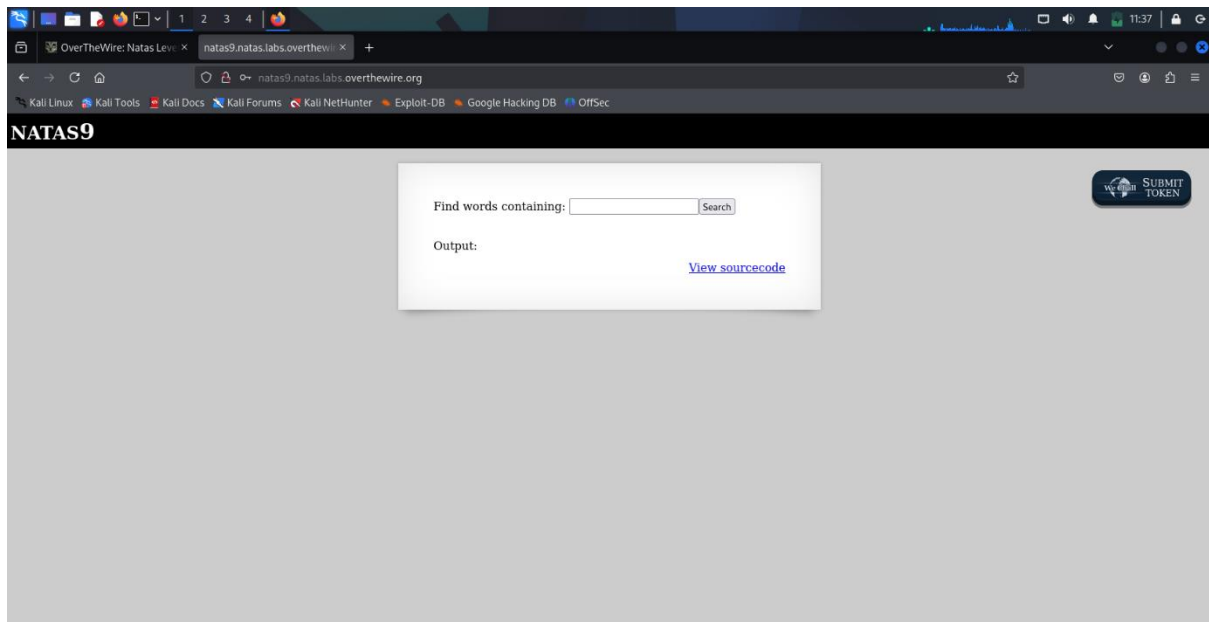 1 2 3 4 11:37
OverTheWire: Natas Leve × natas9.natas.labs.overthewi × +
natas9.natas.labs.overthewire.org
Kali Linux Kali Tools Kali Docs Kali Forums Kali NetHunter Exploit-DB Google Hacking DB OffSec
NATAS9
SUBMIT
TOKEN
Find words containing: Search
Output:
View sourcecode